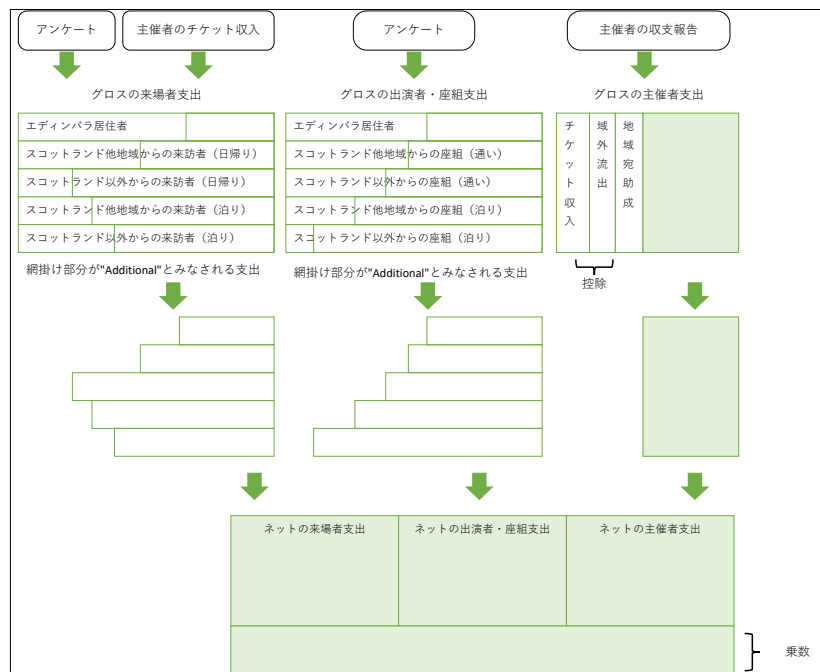 アンケート
主催者のチケット収入
アンケート
主催者の収支報告
グロスの来場者支出
グロスの出演者・座組支出
グロスの主催者支出
エディンバラ居住者
スコットランド他地域からの来訪者（日帰り）
スコットランド以外からの来訪者（日帰り）
スコットランド他地域からの来訪者（泊り）
スコットランド以外からの来訪者（泊り）
エディンバラ居住者
スコットランド他地域からの座組（通い）
スコットランド以外からの座組（通い）
スコットランド他地域からの座組（泊り）
スコットランド以外からの座組（泊り）
チケット収入
域外流出
地域宛助成
網掛け部分が"Additional"とみなされる支出
網掛け部分が"Additional"とみなされる支出
控除
ネットの来場者支出
ネットの出演者・座組支出
ネットの主催者支出
乗数